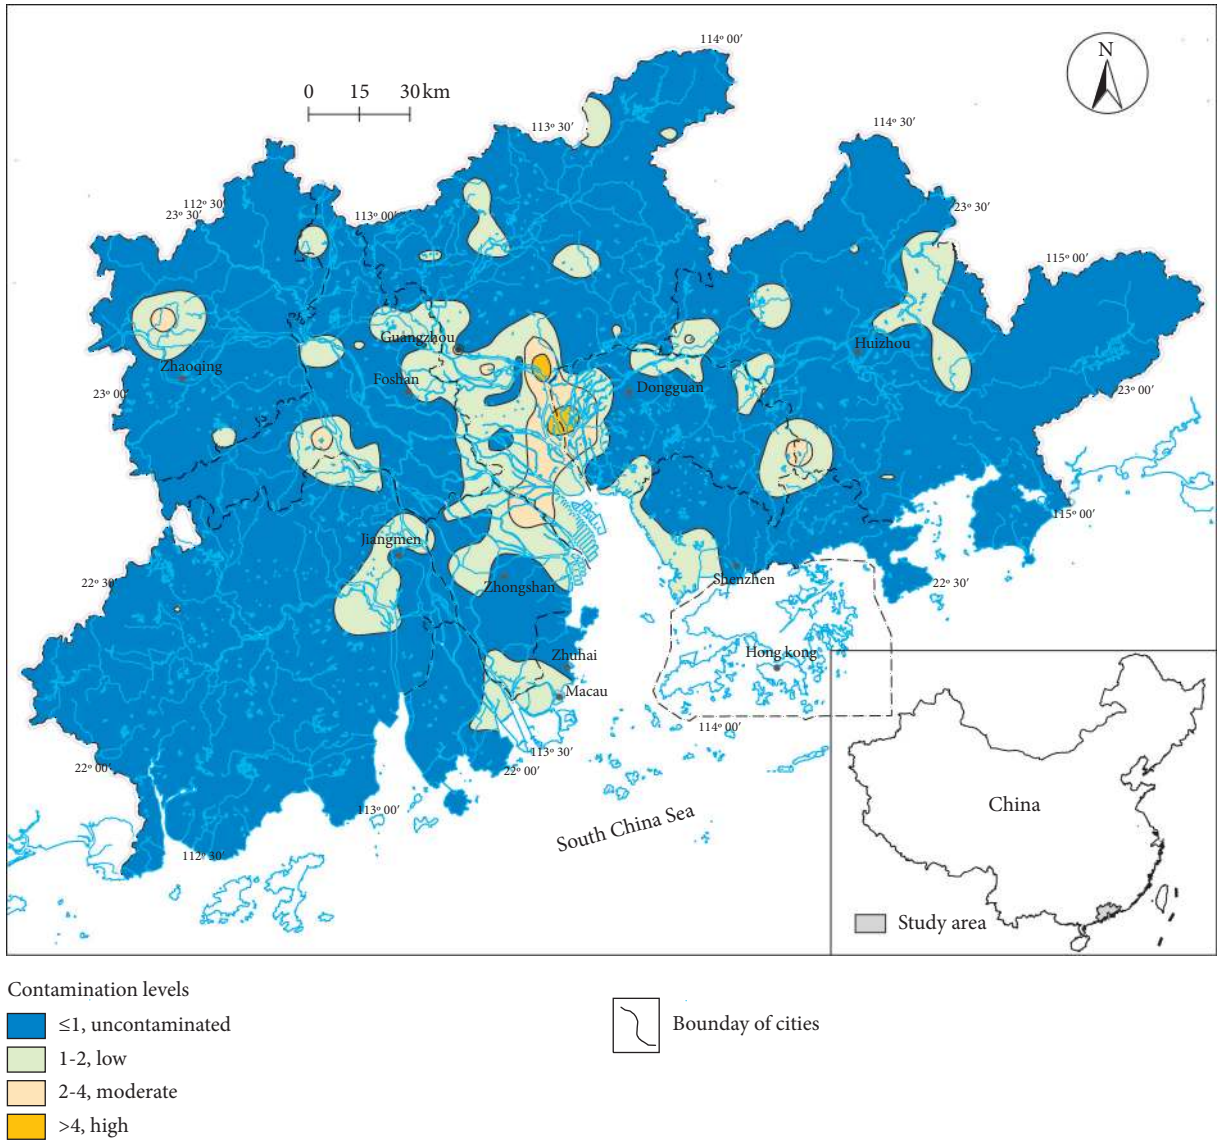 114° 00′
N
0 15 30 km
113° 30′
114° 30′
112° 30′
23° 30′
113° 00′
23° 30′
115° 00′
Guangzhou
Huizhou
Zhaoqing
Foshan
Dongguan
23° 00′
23° 00′
115° 00′
Jiangmen
22° 30′
Zhongshan
Shenzhen
22° 30′
Zhuhai
Hong kong
Macau
114° 00′
113° 30′
22° 00′
22° 00′
113° 00′
South China Sea
China
112° 30′
Study area
Contamination levels
≤1, uncontaminated
Bounday of cities
1-2, low
2-4, moderate
>4, high